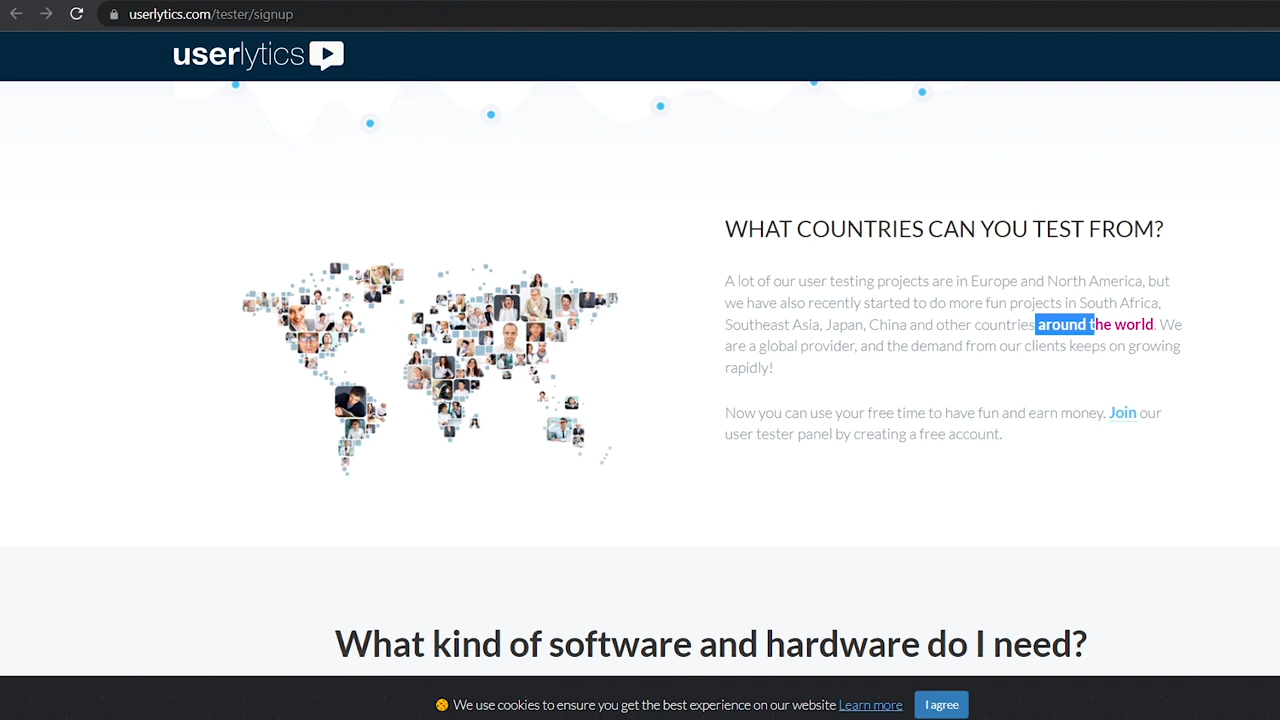 userlytics.com/tester/signup
userlytics
WHAT COUNTRIES CAN YOU TEST FROM?
A lot of our user testing projects are in Europe and North America, but
we have also recently started to do more fun projects in South Africa,
Southeast Asia, Japan, China and other countries around the world. We
are a global provider, and the demand from our clients keeps on growing
rapidly!
Now you can use your free time to have fun and earn money. Join our
user tester panel by creating a free account.
What kind of software and hardware do I need?
We use cookies to ensure you get the best experience on our website Learn more I agree